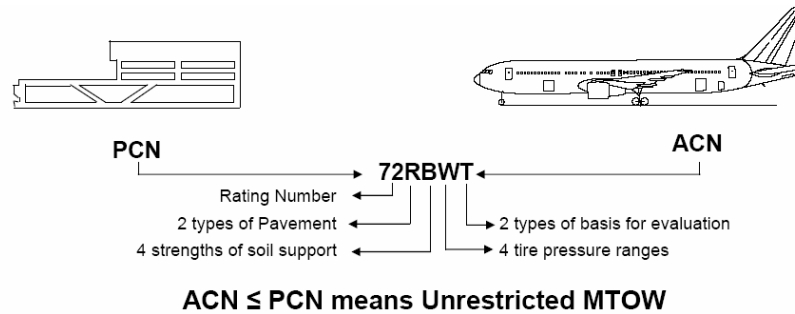 PCN
ACN
72RBWT
Rating Number
2 types of Pavement
2 types of basis for evaluation
4 strengths of soil support
4 tire pressure ranges
ACN ≤ PCN means Unrestricted MTOW